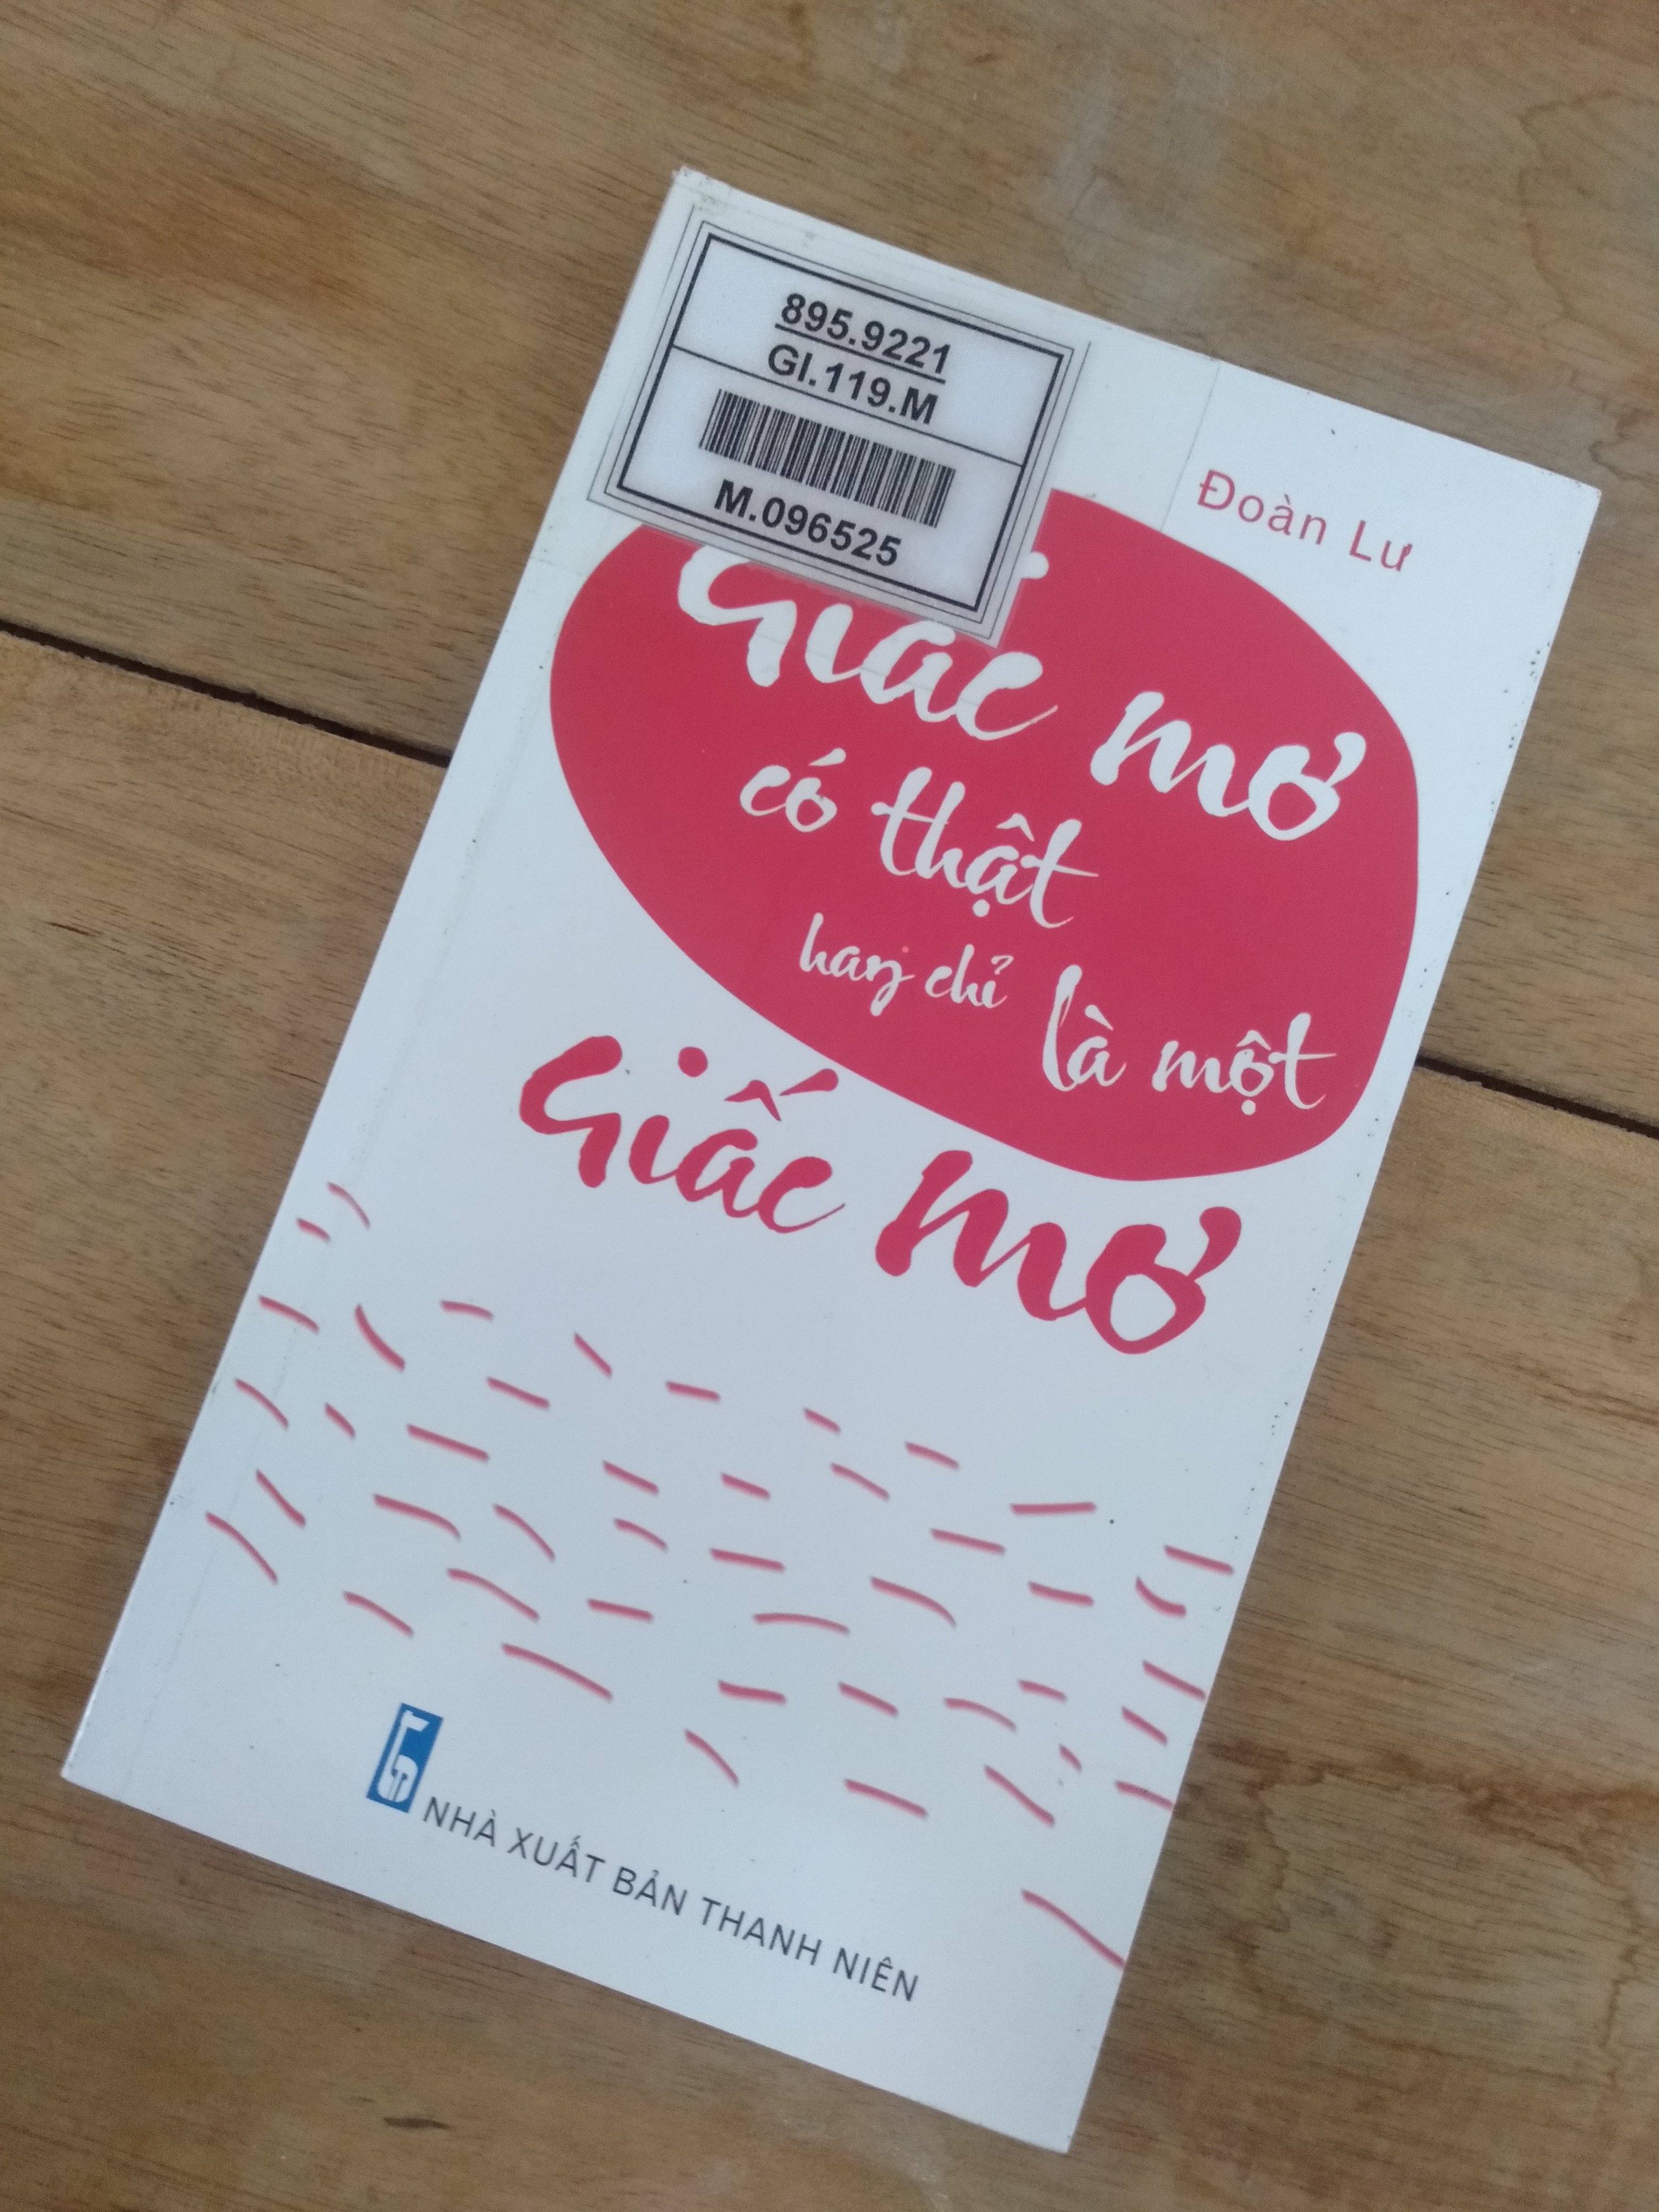 895.9221
GI.119.M
M.096525
Đoàn Lư
Giấc mơ
có thật
hay chỉ là một
Giấc mơ
NHÀ XUẤT BẢN THANH NIÊN